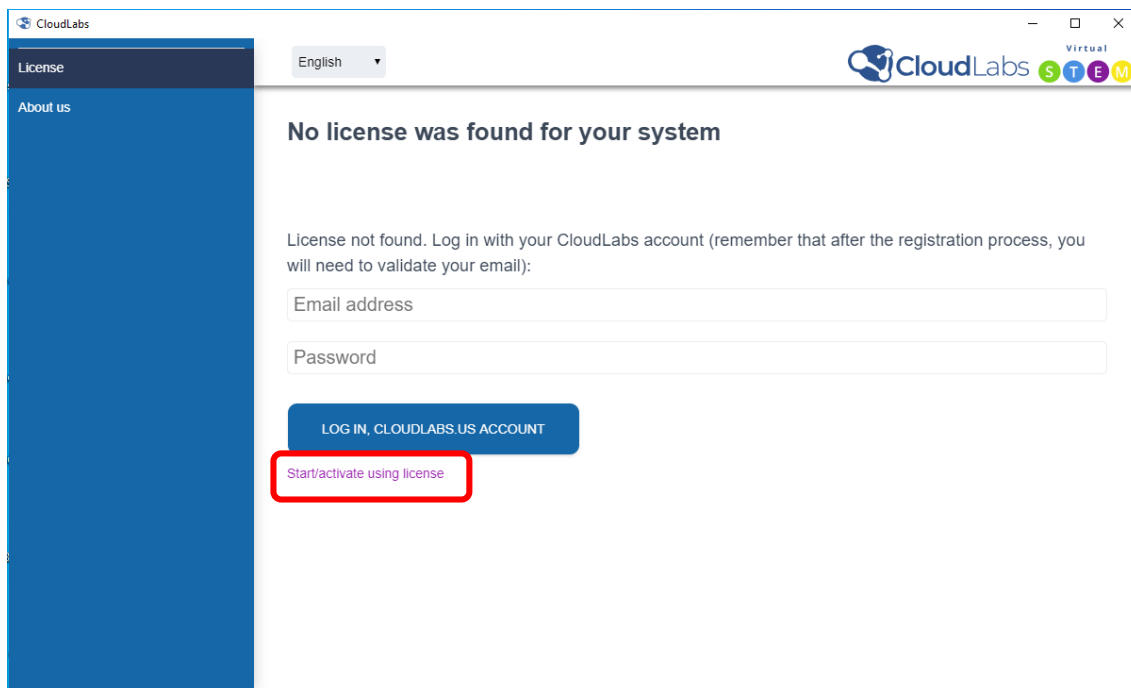 CloudLabs
License
About us
English
CloudLabs
Virtual
STEM
No license was found for your system
License not found. Log in with your CloudLabs account (remember that after the registration process, you
will need to validate your email):
Email address
Password
LOG IN, CLOUDLABS.US ACCOUNT
Start/activate using license